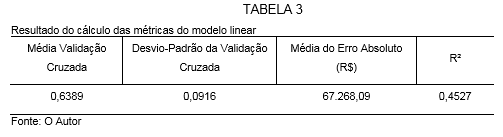 TABELA 3
Resultado do cálculo das métricas do modelo linear
Média Validação Cruzada | Desvio-Padrão da Validação Cruzada | Média do Erro Absoluto (R$) | R²
0,6389 | 0,0916 | 67.268,09 | 0,4527
Fonte: O Autor